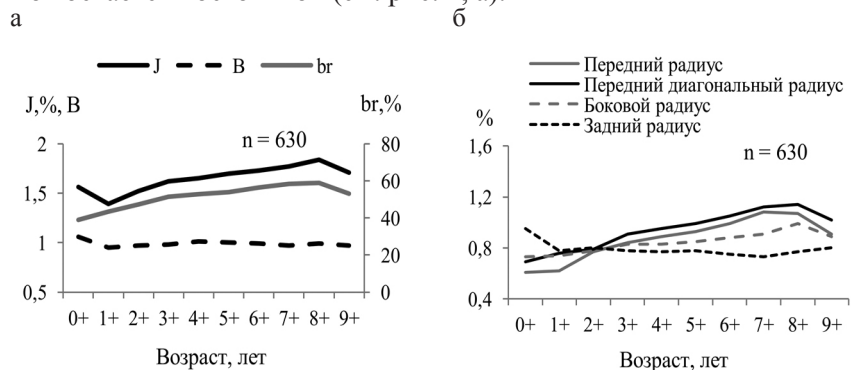 а
б
J
B
br
J,%, B
br,%
n = 630
2
1,5
1
0,5
80
60
40
20
0
0+ 1+ 2+ 3+ 4+ 5+ 6+ 7+ 8+ 9+
Возраст, лет
Передний радиус
Передний диагональный радиус
Боковой радиус
Задний радиус
%
n = 630
1,6
1,2
0,8
0,4
0+ 1+ 2+ 3+ 4+ 5+ 6+ 7+ 8+ 9+
Возраст, лет